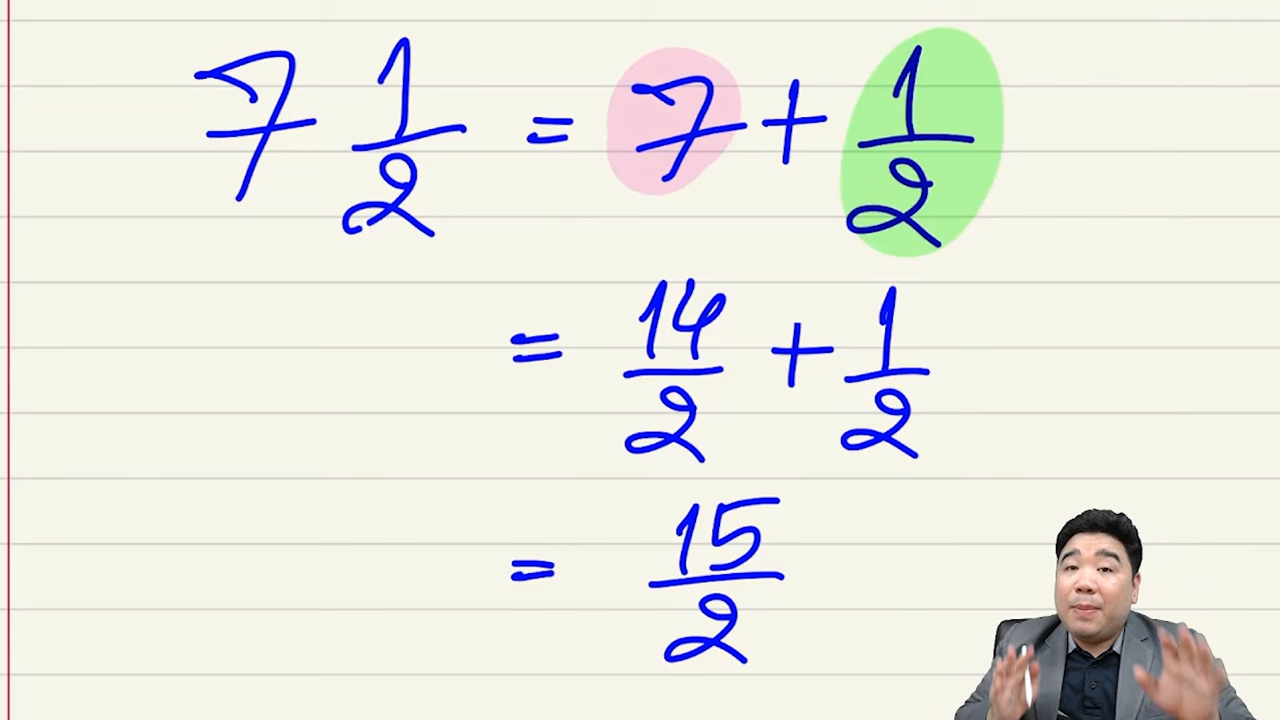 7 1/2 = 7 + 1/2
= 14/2 + 1/2
= 15/2